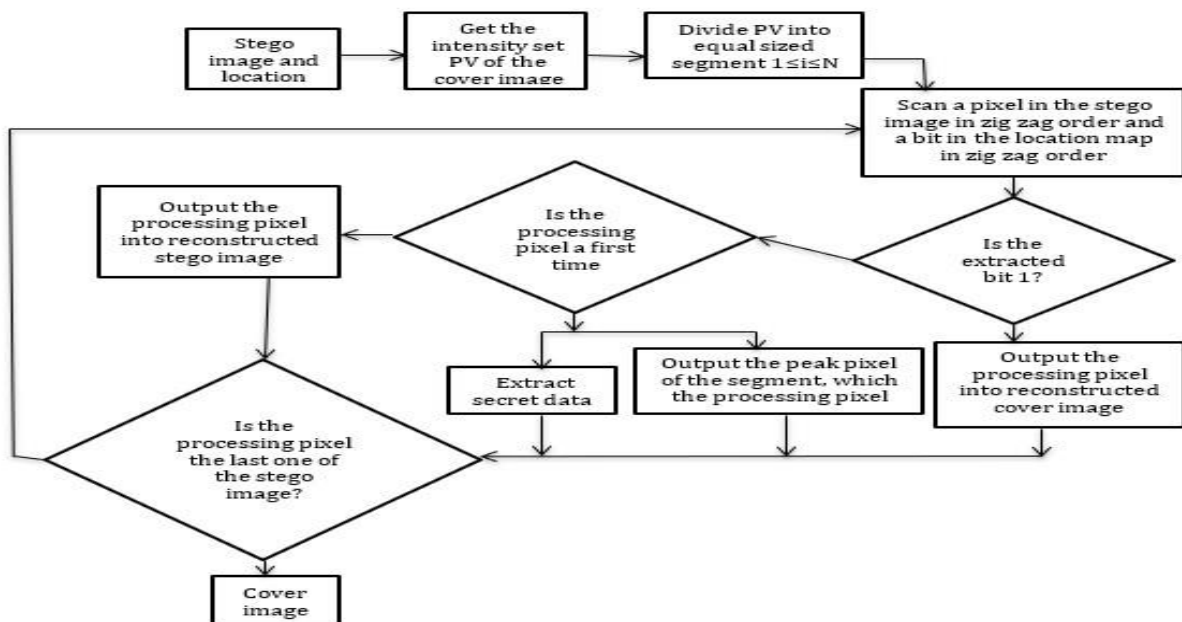 Stego
image and
location
Get the
intensity set
PV of the
cover image
Divide PV into
equal sized
segment 1≤i≤N
Scan a pixel in the stego
image in zig zag order and
a bit in the location map
in zig zag order
Output the
processing pixel
into reconstructed
stego image
Is the
processing
pixel a first
time
Is the
extracted
bit 1?
Extract
secret data
Output the peak pixel
of the segment, which
the processing pixel
Output the
processing pixel
into reconstructed
cover image
Is the
processing pixel
the last one of
the stego
image?
Cover
image